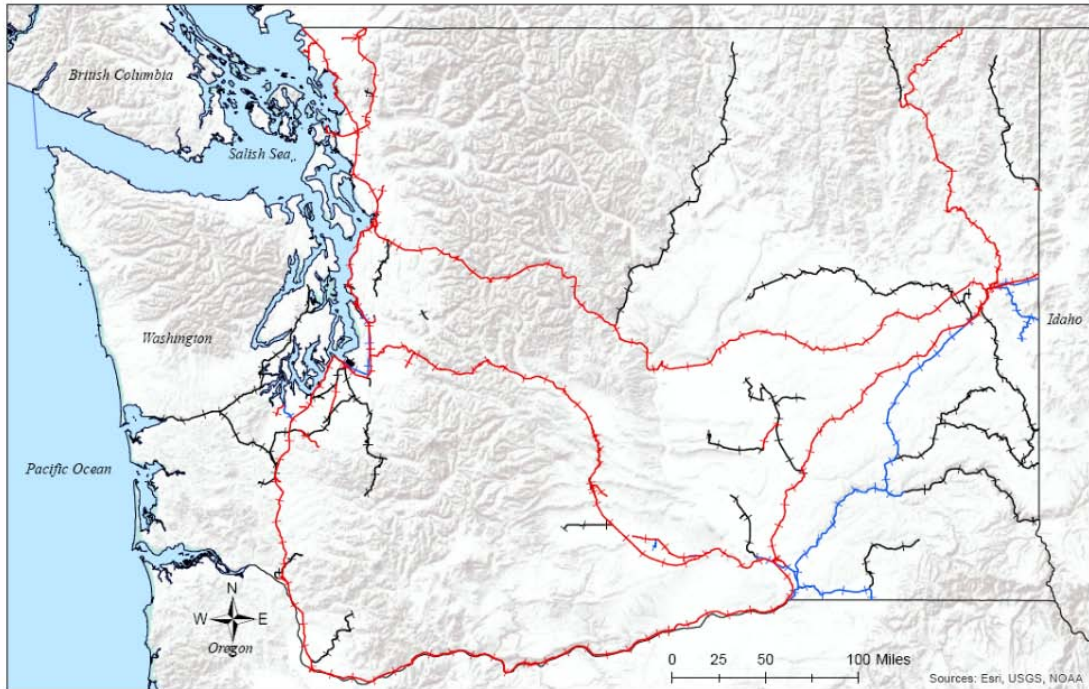 British Columbia
Salish Sea
Washington
Idaho
Pacific Ocean
N
W E
S
Oregon
0 25 50 100 Miles
Sources: Esri, USGS, NOAA